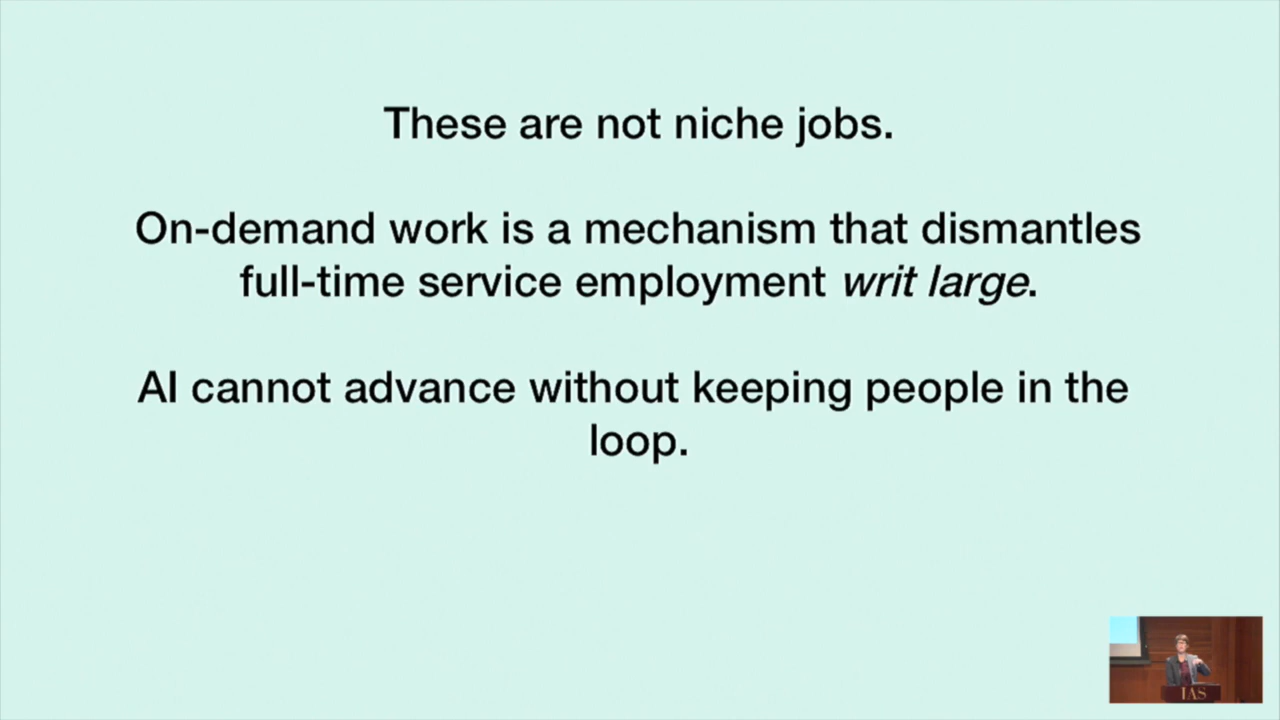 These are not niche jobs.
On-demand work is a mechanism that dismantles
full-time service employment writ large.
AI cannot advance without keeping people in the
loop.
IAS